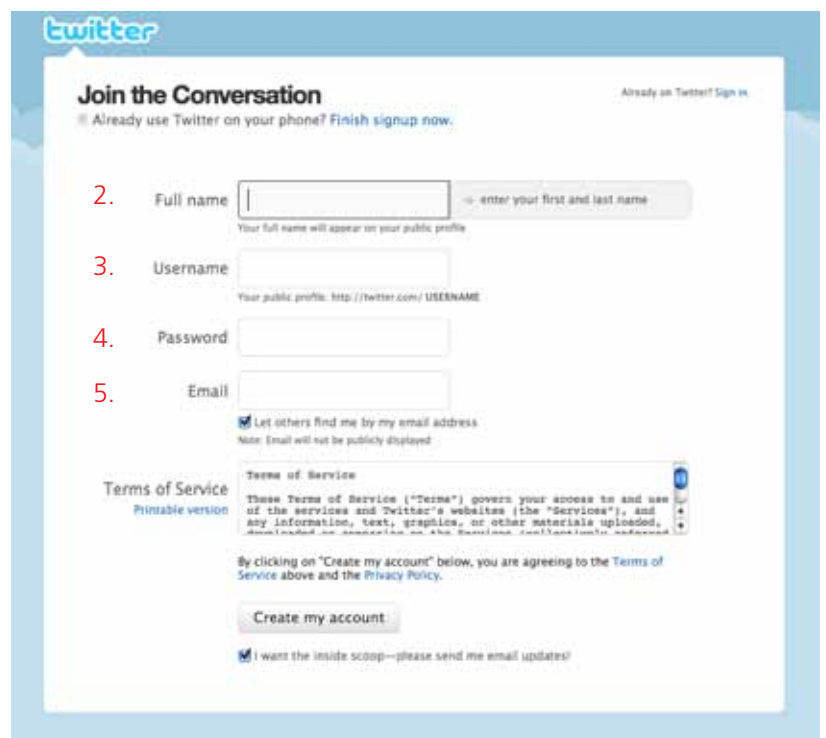 twitter
Join the Conversation
Already on Twitter? Sign in.
Already use Twitter on your phone? Finish signup now.
2. Full name
enter your first and last name
Your full name will appear on your public profile
3. Username
Your public profile: http://twitter.com/ USERNAME
4. Password
5. Email
Let others find me by my email address
Note: Email will not be publicly displayed
Terms of Service
Printable version
Terms of Service
These Terms of Service ("Terms") govern your access to and use
of the services and Twitter's websites (the "Services"), and
any information, text, graphics, or other materials uploaded,
By clicking on "Create my account" below, you are agreeing to the Terms of
Service above and the Privacy Policy.
Create my account
I want the inside scoop—please send me email updates!